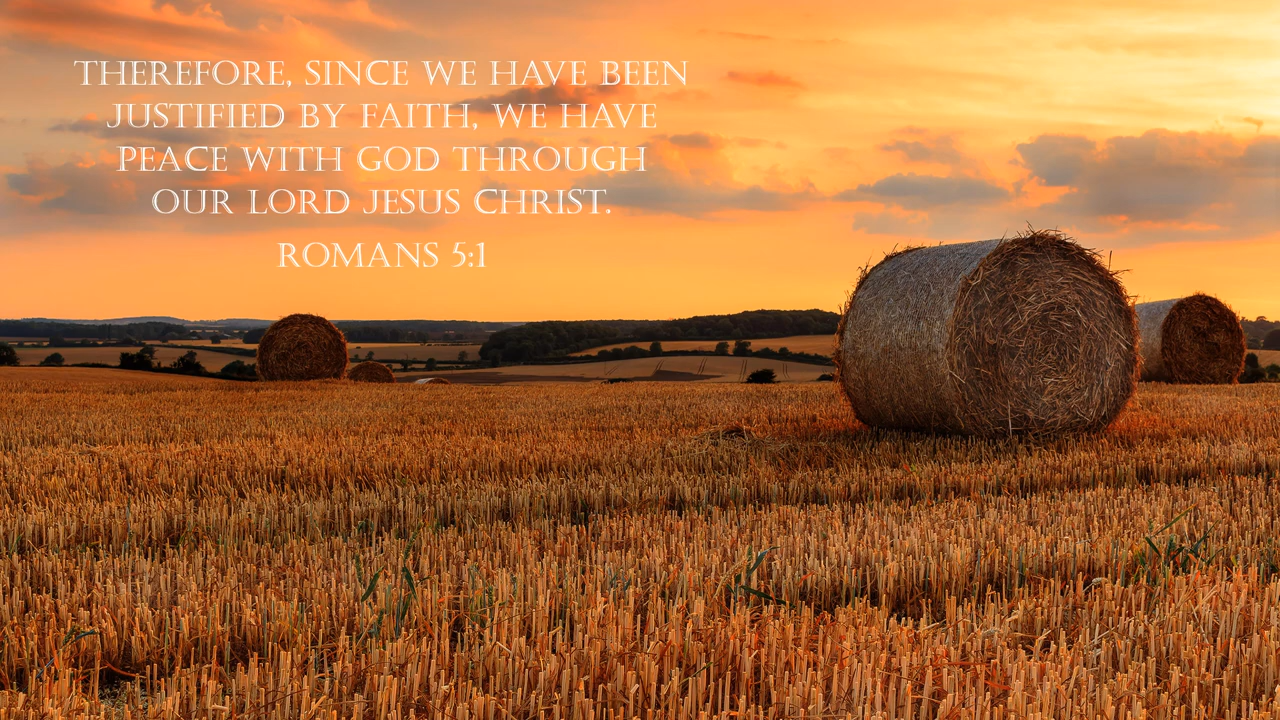 THEREFORE, SINCE WE HAVE BEEN
JUSTIFIED BY FAITH, WE HAVE
PEACE WITH GOD THROUGH
OUR LORD JESUS CHRIST.
ROMANS 5:1